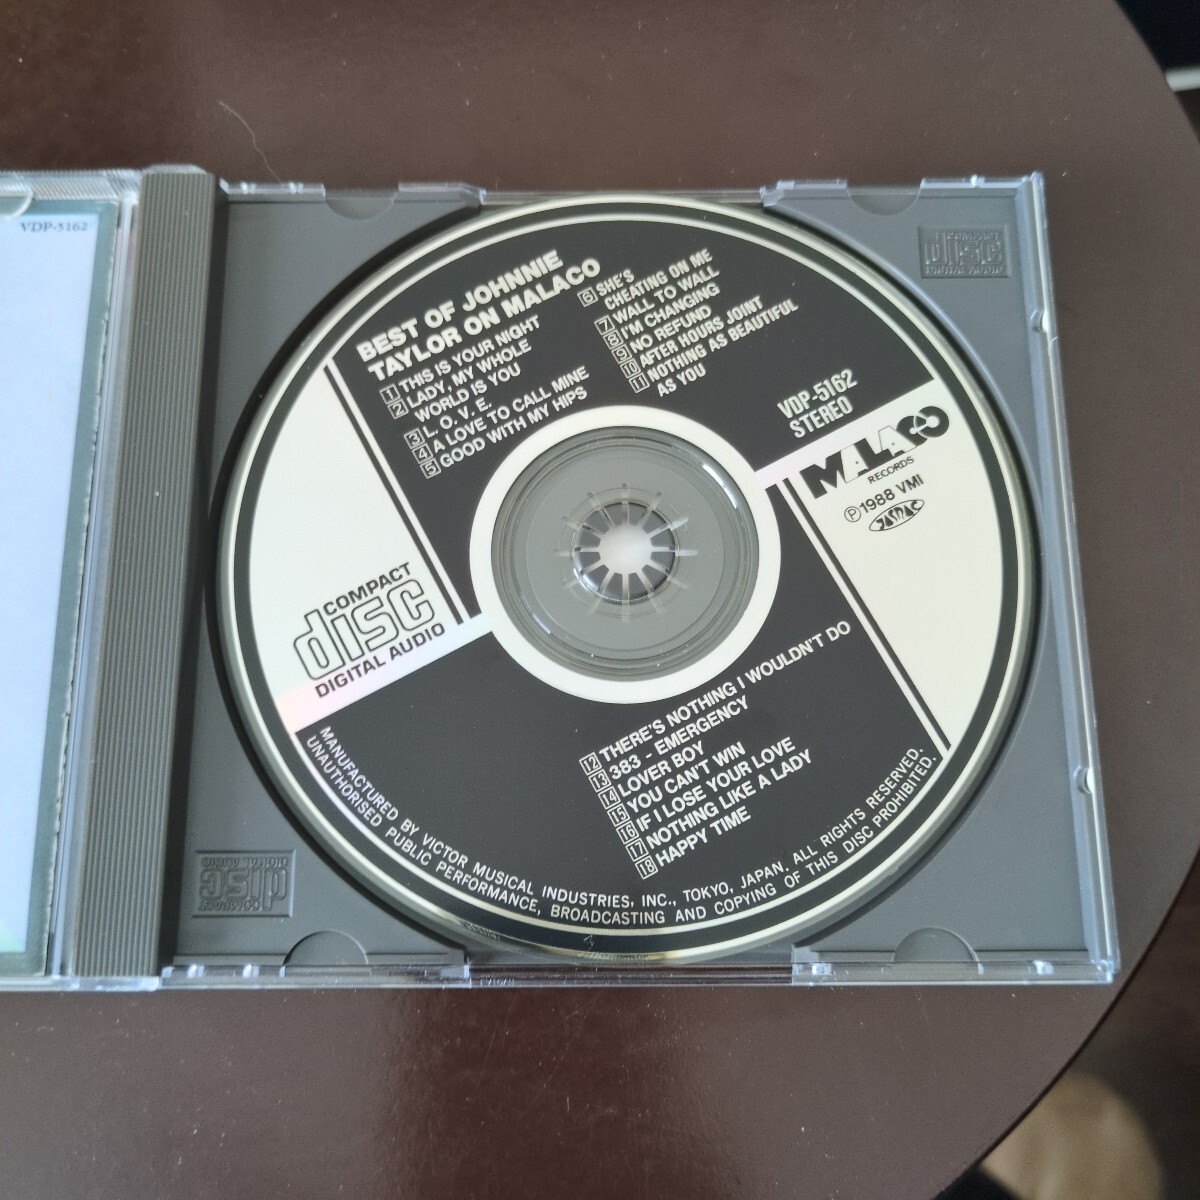 VDP-5162
BEST OF JOHNNIE
TAYLOR ON MALACO
1 THIS IS YOUR NIGHT
2 LADY, MY WHOLE
WORLD IS YOU
3 L. O. V. E.
4 A LOVE TO CALL MINE
5 GOOD WITH MY HIPS
6 SHE'S
CHEATING ON ME
7 WALL TO WALL
8 I'M CHANGING
9 NO REFUND
10 AFTER HOURS JOINT
11 NOTHING AS BEAUTIFUL
AS YOU
VDP-5162
STEREO
MALACO
RECORDS
Ⓟ1988 VMI
JASRAC
COMPACT
disc
DIGITAL AUDIO
12 THERE'S NOTHING I WOULDN'T DO
13 383 - EMERGENCY
14 LOVER BOY
15 YOU CAN'T WIN
16 IF I LOSE YOUR LOVE
17 NOTHING LIKE A LADY
18 HAPPY TIME
MANUFACTURED BY VICTOR MUSICAL INDUSTRIES, INC., TOKYO, JAPAN. ALL RIGHTS RESERVED.
UNAUTHORISED PUBLIC PERFORMANCE, BROADCASTING AND COPYING OF THIS DISC PROHIBITED.
COMPACT
disc
DIGITAL AUDIO
COMPACT
disc
DIGITAL AUDIO